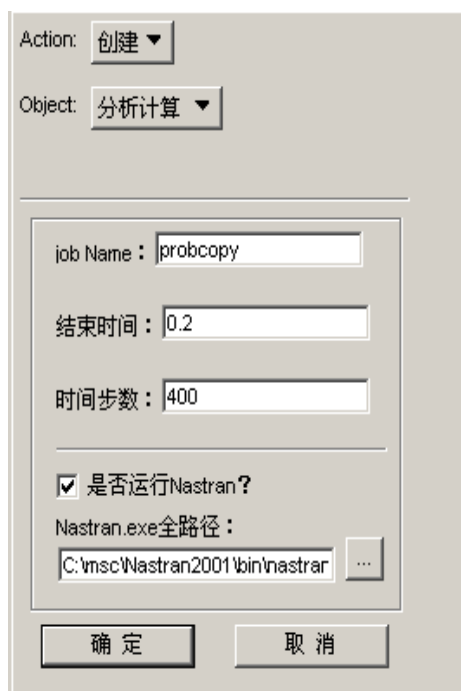 Action: 创建
Object: 分析计算
job Name：probcopy
结束时间：0.2
时间步数：400
是否运行Nastran？
Nastran.exe全路径：
C:\msc\Nastran2001\bin\nastran ...
确 定 取 消